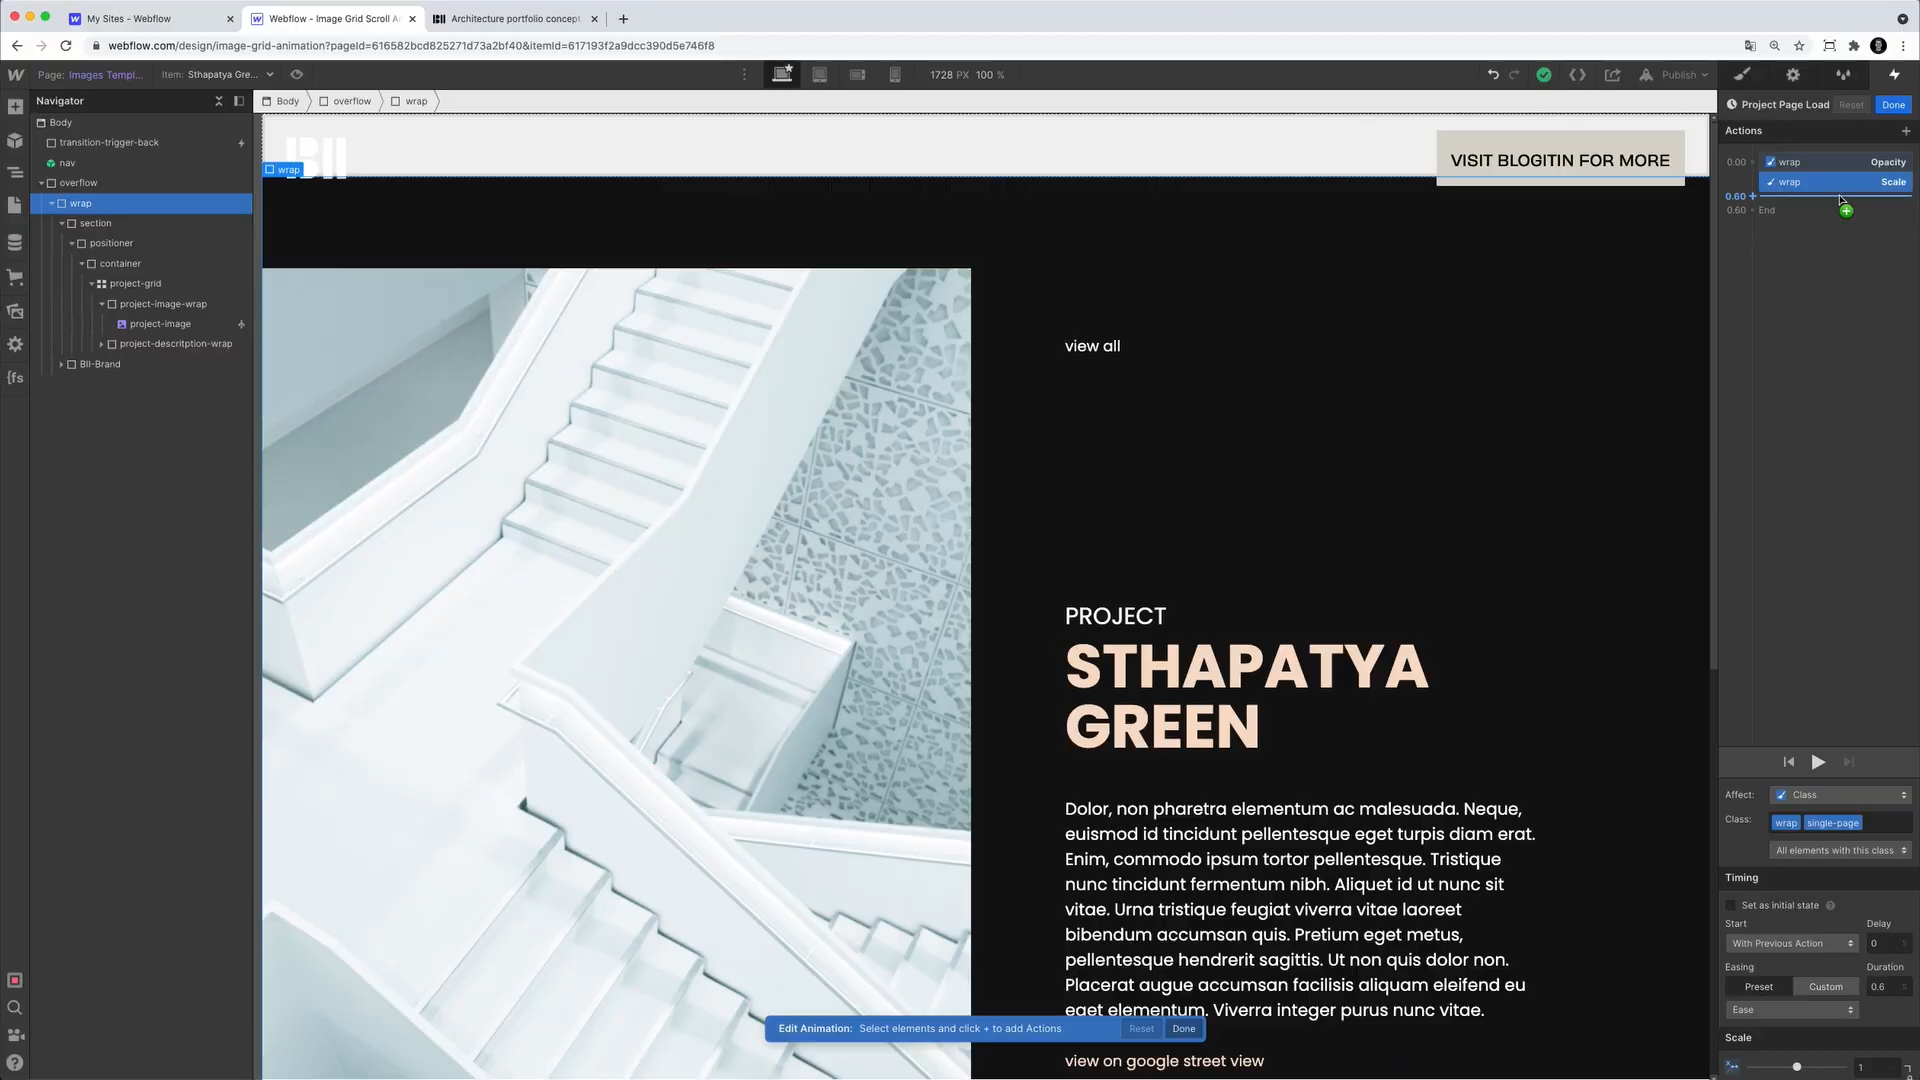 My Sites - Webflow
Webflow - Image Grid Scroll A
Architecture portfolio concept
webflow.com/design/image-grid-animation?pageId=616582bcd825271d73a2bf40&itemId=617193f2a9dcc390d5e746f8
Page: Images Templ...
Item: Sthapatya Gre...
1728 PX 100 %
Publish
Navigator
Body
overflow
wrap
Project Page Load
Reset
Done
Body
transition-trigger-back
nav
overflow
wrap
section
positioner
container
project-grid
project-image-wrap
project-image
project-descritption-wrap
BII-Brand
{fs
BII
wrap
VISIT BLOGITIN FOR MORE
view all
PROJECT
STHAPATYA
GREEN
Dolor, non pharetra elementum ac malesuada. Neque,
euismod id tincidunt pellentesque eget turpis diam erat.
Enim, commodo ipsum tortor pellentesque. Tristique
nunc tincidunt fermentum nibh. Aliquet id ut nunc sit
vitae. Urna tristique feugiat viverra vitae laoreet
bibendum accumsan quis. Pretium eget metus,
pellentesque hendrerit sagittis. Ut non quis dolor non.
Placerat augue accumsan facilisis aliquam eleifend eu
eget elementum. Viverra integer purus nunc vitae.
Edit Animation: Select elements and click + to add Actions
Reset
Done
view on google street view
Actions
0.00
wrap Opacity
wrap Scale
0.60
0.60 End
Affect: Class
Class: wrap single-page
All elements with this class
Timing
Set as initial state
Start
Delay
With Previous Action
0 S
Easing
Duration
Preset
Custom
0.6 S
Ease
Scale
1